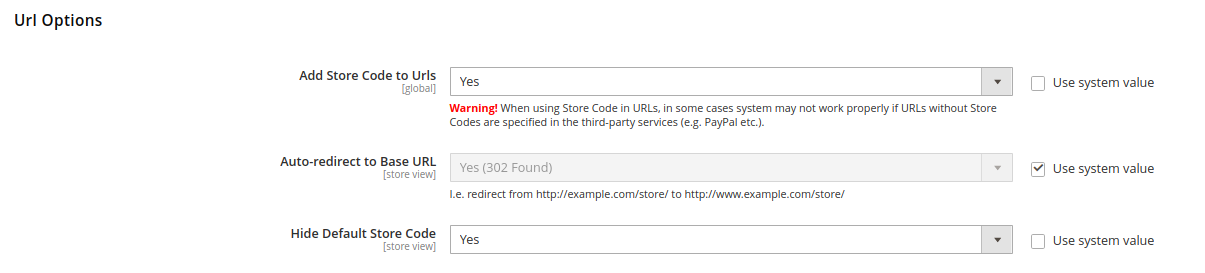 Url Options
Add Store Code to Urls
[global]
Yes
Use system value
Warning! When using Store Code in URLs, in some cases system may not work properly if URLs without Store
Codes are specified in the third-party services (e.g. PayPal etc.).
Auto-redirect to Base URL
[store view]
Yes (302 Found)
Use system value
I.e. redirect from http://example.com/store/ to http://www.example.com/store/
Hide Default Store Code
[store view]
Yes
Use system value